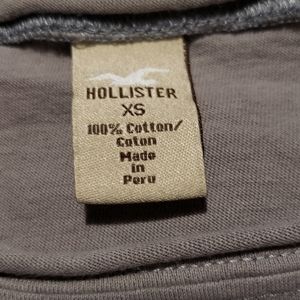 HOLLISTER
XS
100% Cotton/
Coton
Made
in
Peru